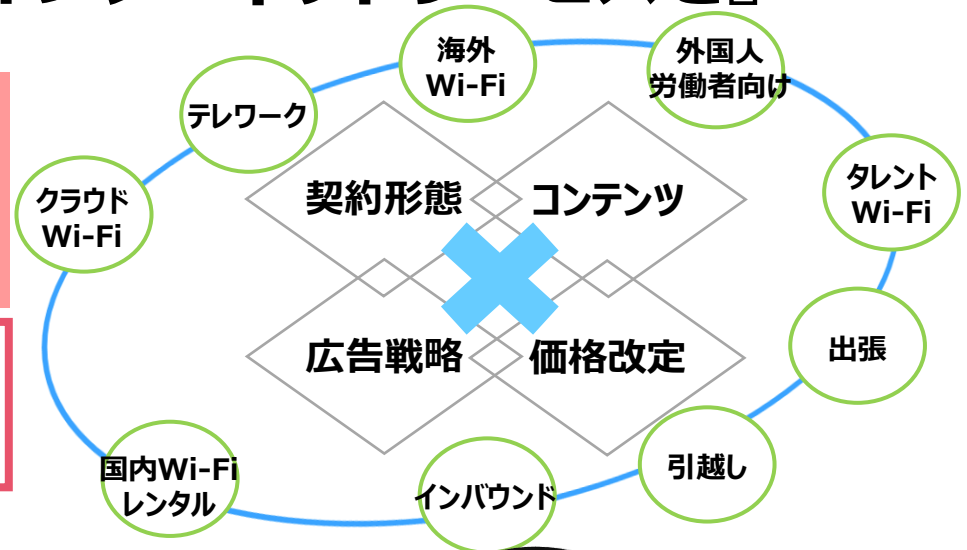 海外
Wi-Fi
外国人
労働者向け
テレワーク
タレント
Wi-Fi
クラウド
Wi-Fi
契約形態
コンテンツ
広告戦略
価格改定
出張
引越し
国内Wi-Fi
レンタル
インバウンド